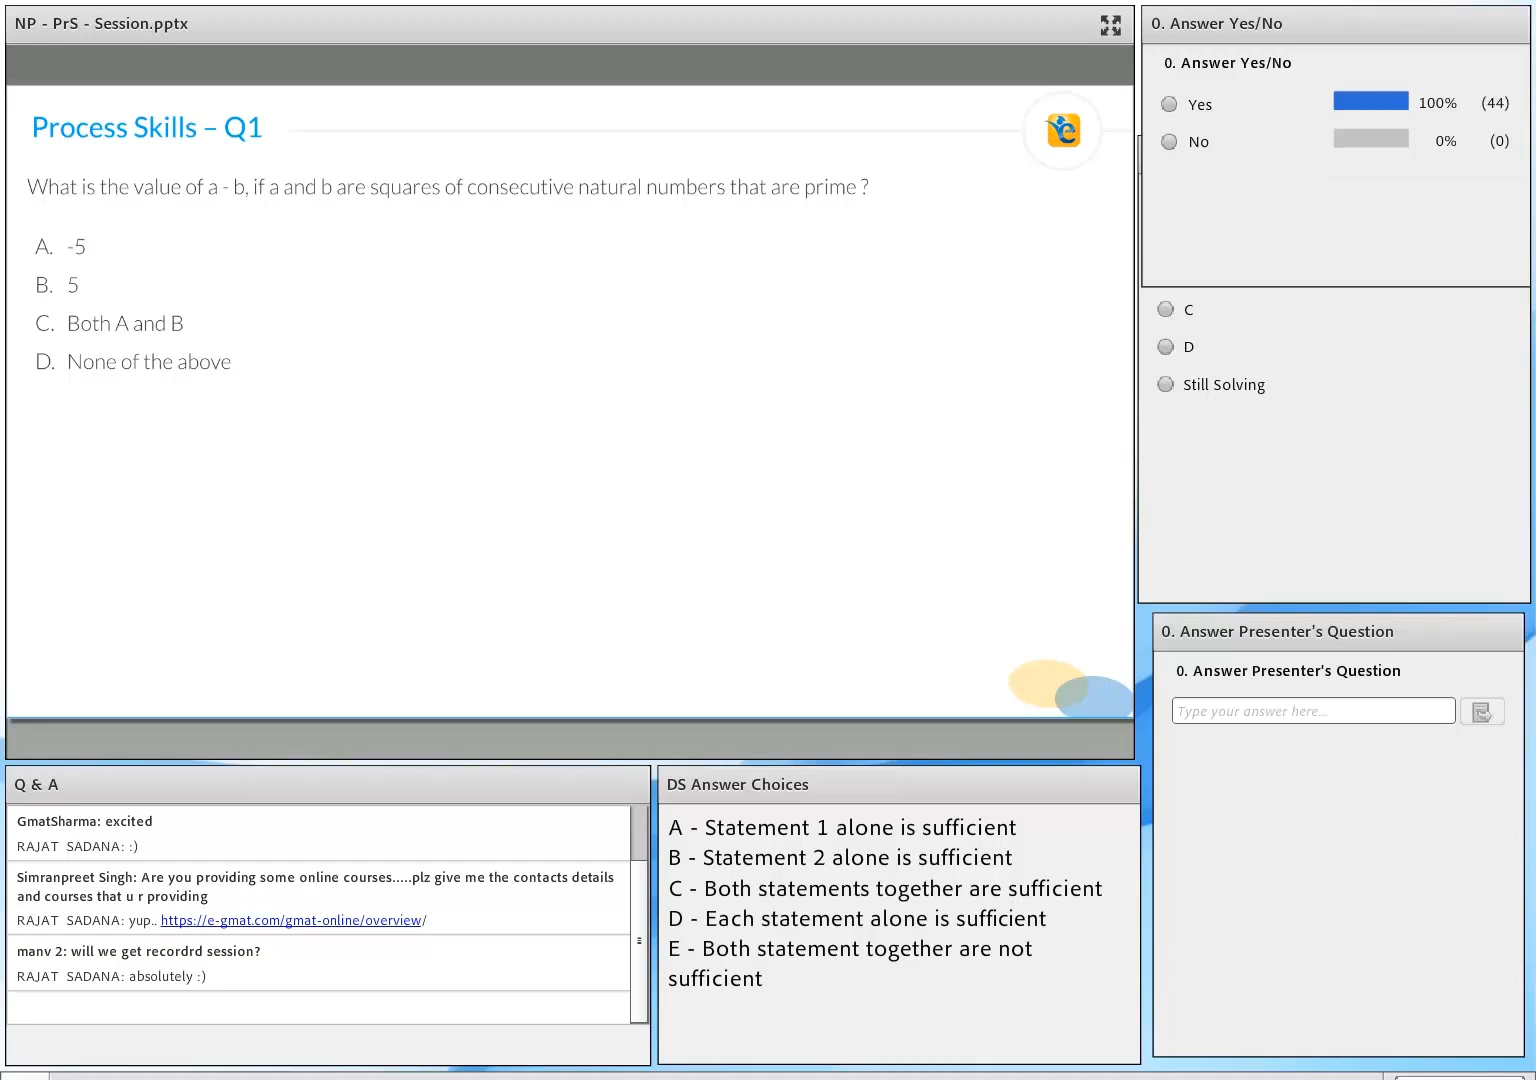 NP - PrS - Session.pptx
Process Skills – Q1
What is the value of a - b, if a and b are squares of consecutive natural numbers that are prime ?
A. -5
B. 5
C. Both A and B
D. None of the above
0. Answer Yes/No
0. Answer Yes/No
Yes 100% (44)
No 0% (0)
C
D
Still Solving
0. Answer Presenter's Question
0. Answer Presenter's Question
Type your answer here...
Q & A
GmatSharma: excited
RAJAT SADANA: :)
Simranpreet Singh: Are you providing some online courses.....plz give me the contacts details
and courses that u r providing
RAJAT SADANA: yup.. https://e-gmat.com/gmat-online/overview/
manv 2: will we get recordrd session?
RAJAT SADANA: absolutely :)
DS Answer Choices
A - Statement 1 alone is sufficient
B - Statement 2 alone is sufficient
C - Both statements together are sufficient
D - Each statement alone is sufficient
E - Both statement together are not
sufficient